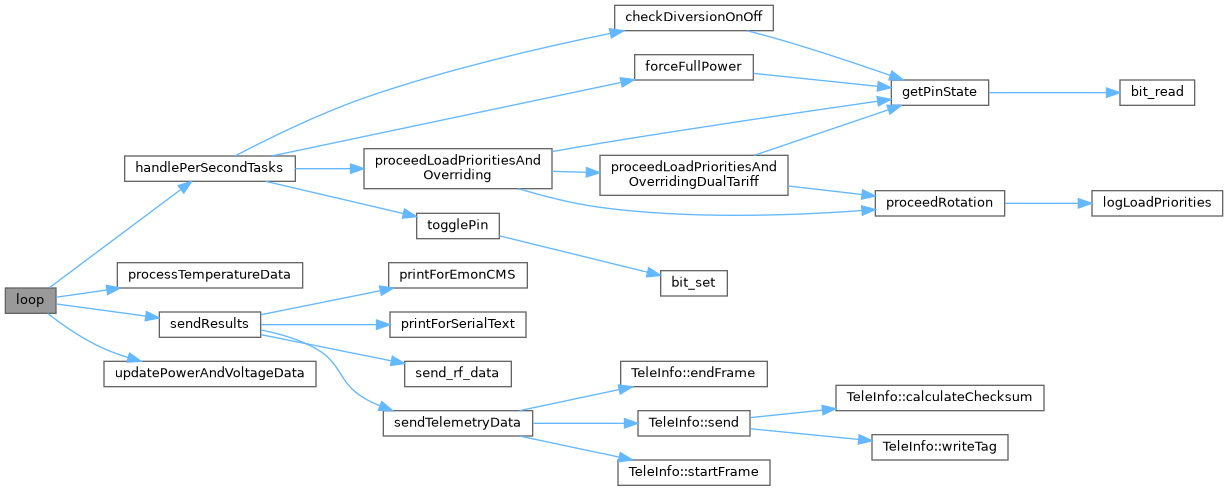 checkDiversionOnOff
forceFullPower
getPinState
bit_read
handlePerSecondTasks
proceedLoadPrioritiesAnd
Overriding
proceedLoadPrioritiesAnd
OverridingDualTariff
proceedRotation
logLoadPriorities
togglePin
bit_set
loop
processTemperatureData
printForEmonCMS
sendResults
printForSerialText
updatePowerAndVoltageData
send_rf_data
TeleInfo::endFrame
TeleInfo::calculateChecksum
sendTelemetryData
TeleInfo::send
TeleInfo::writeTag
TeleInfo::startFrame